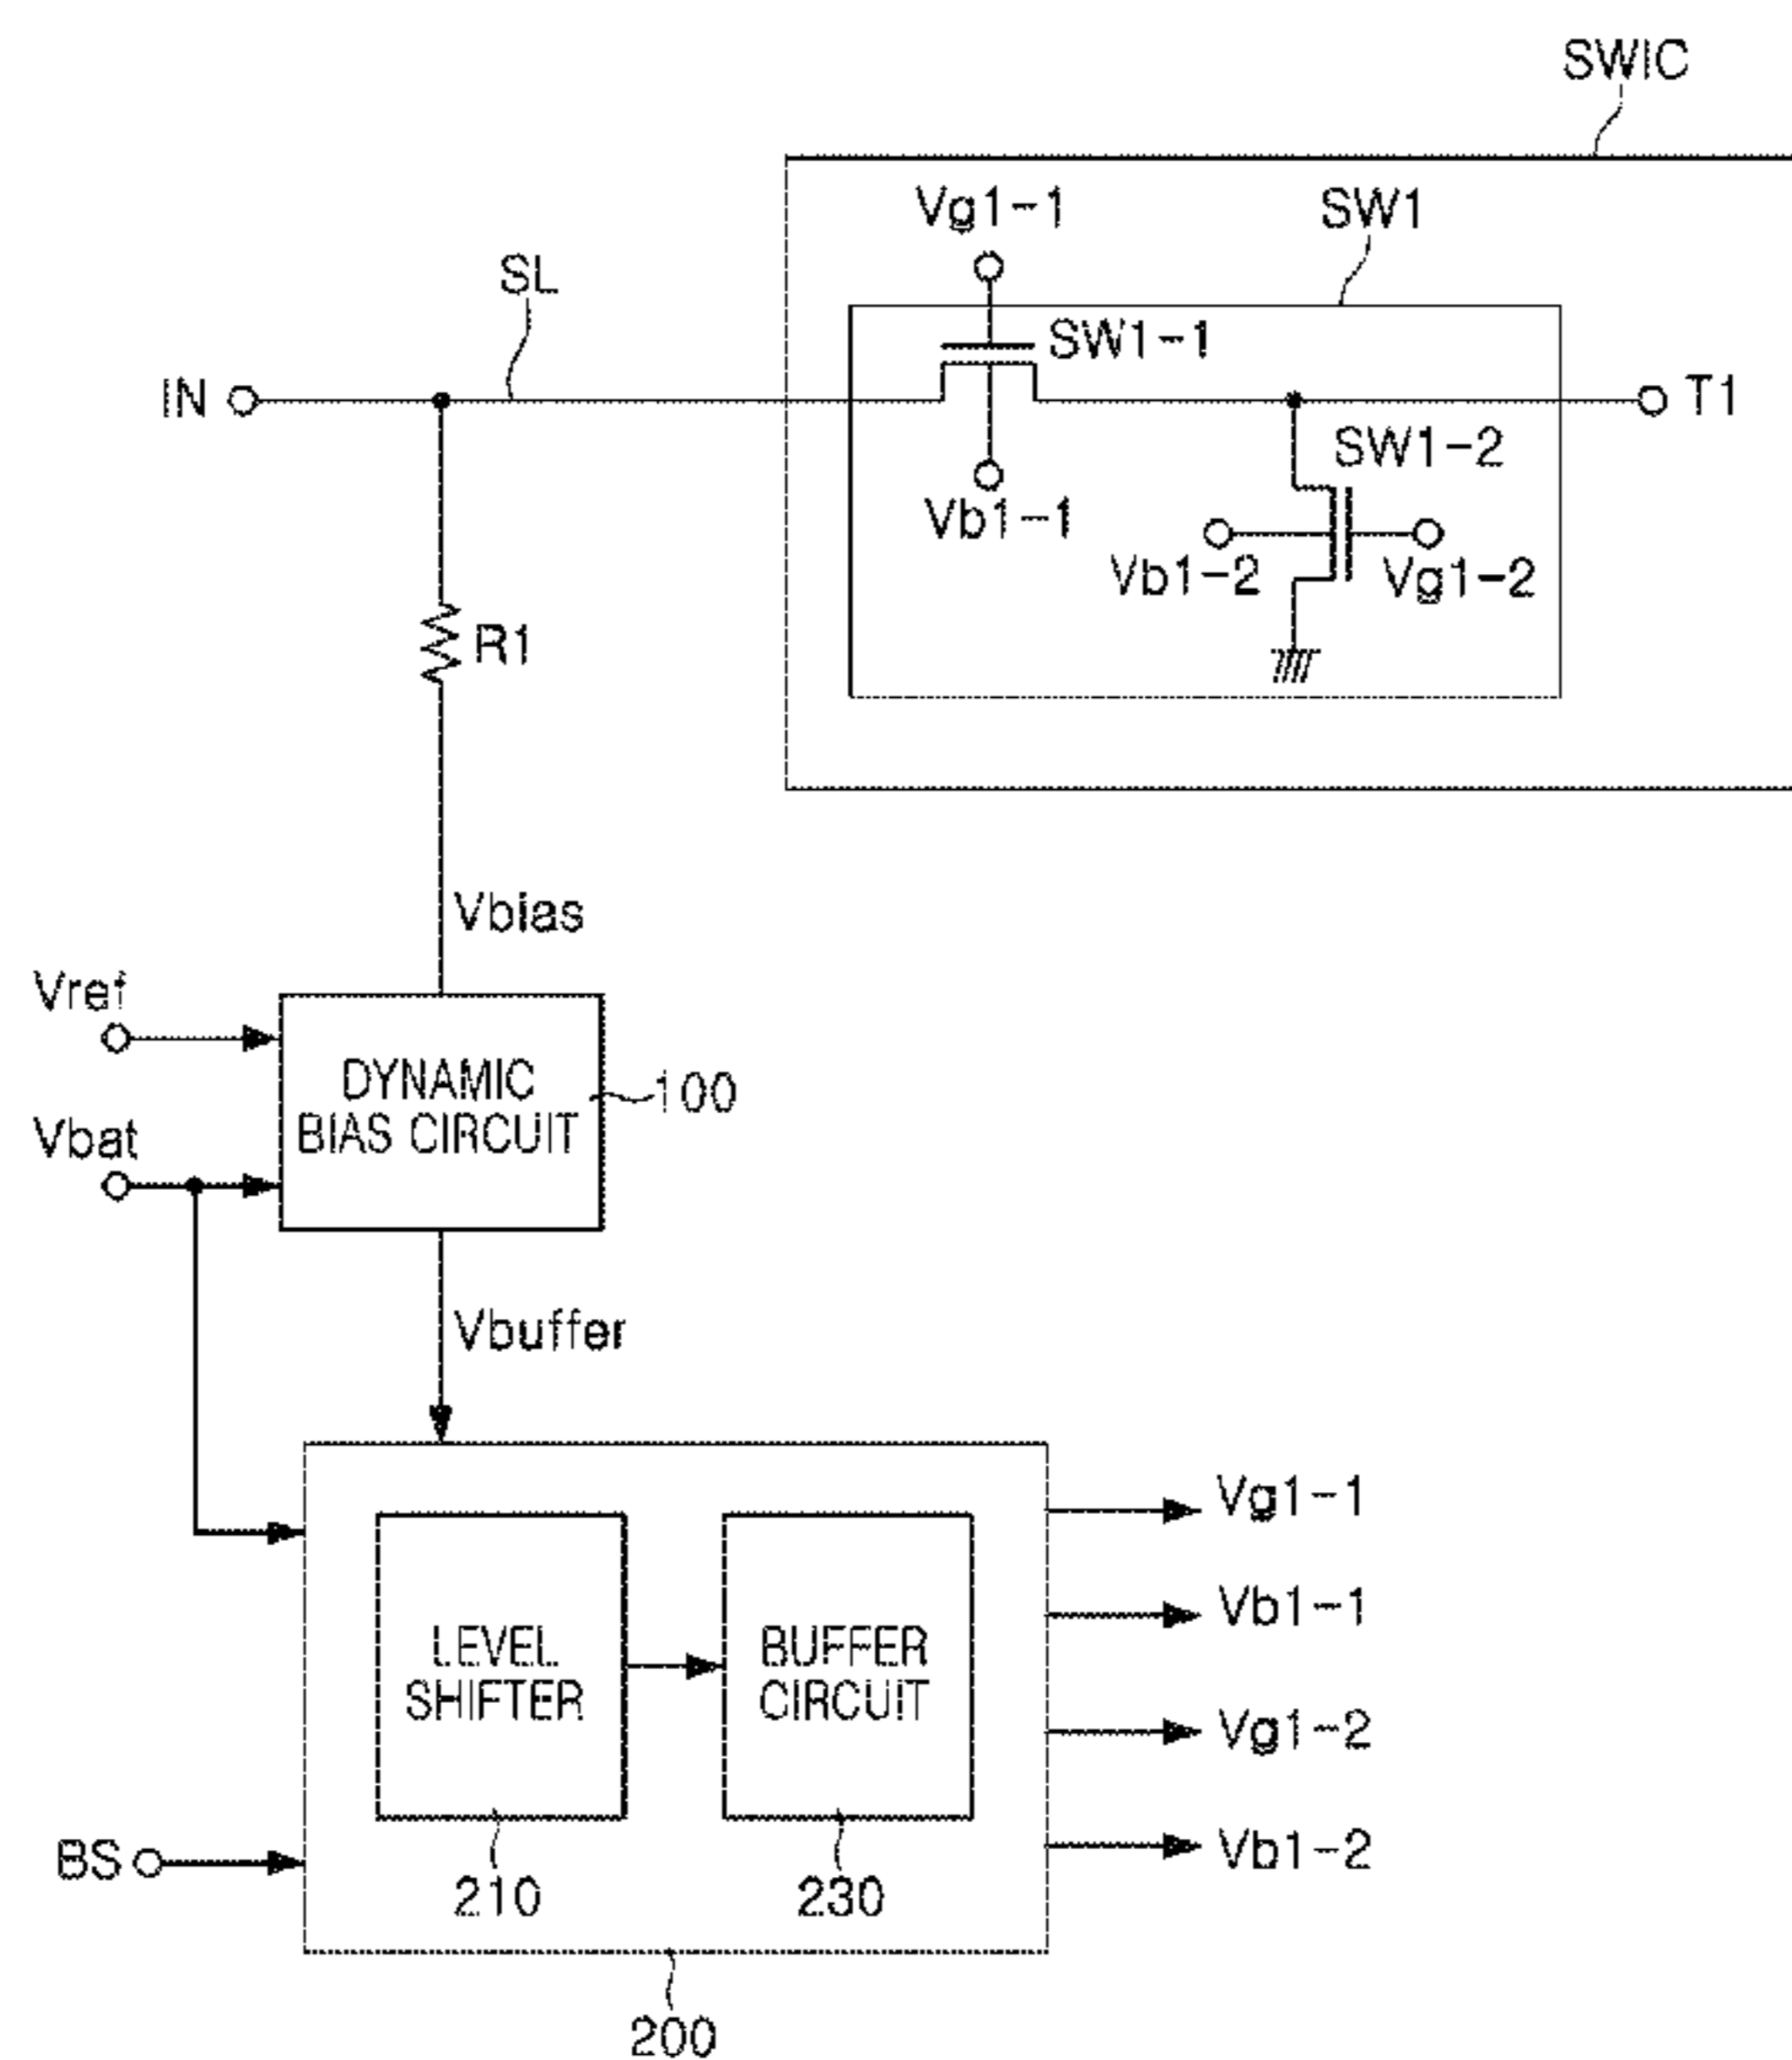 SWIC
Vg1-1
SW1
SL
SW1-1
IN
T1
SW1-2
Vb1-1
Vb1-2
Vg1-2
R1
Vbias
Vref
DYNAMIC
BIAS CIRCUIT
100
Vbat
Vbuffer
Vg1-1
Vb1-1
LEVEL
SHIFTER
BUFFER
CIRCUIT
Vg1-2
BS
Vb1-2
210
230
200